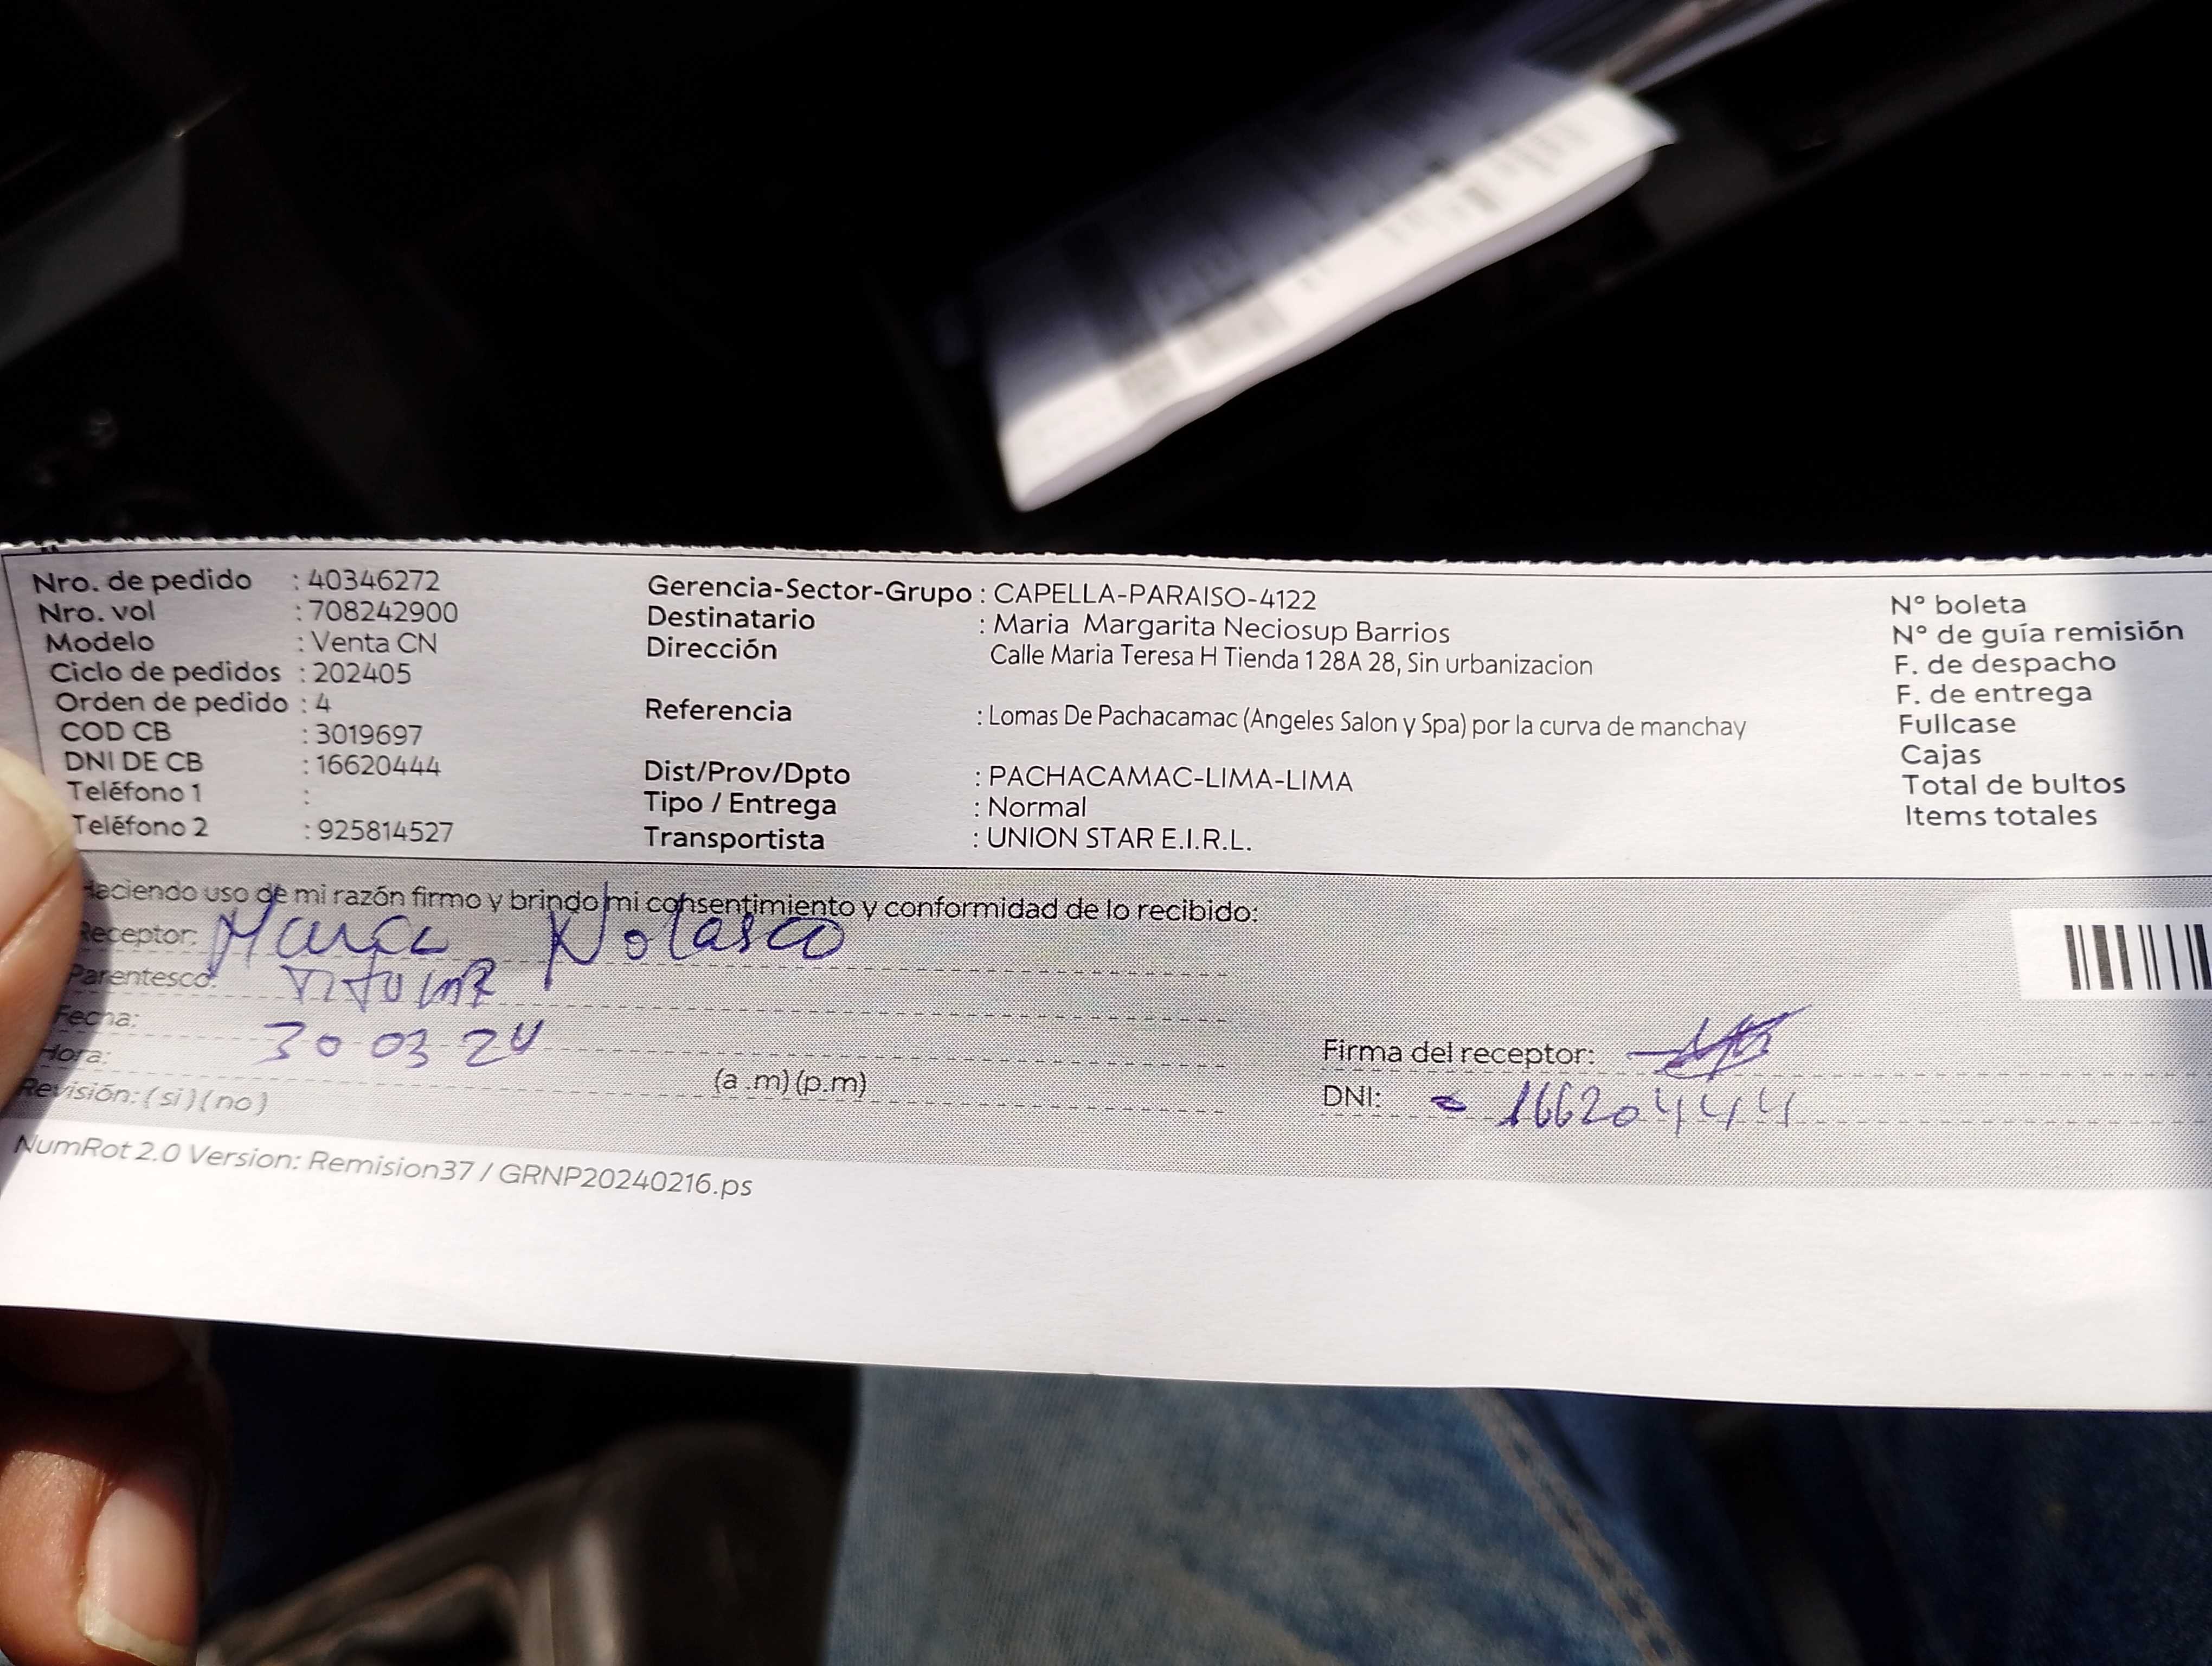 Nro. de pedido : 40346272
Nro. vol : 708242900
Modelo : Venta CN
Ciclo de pedidos : 202405
Orden de pedido : 4
COD CB : 3019697
DNI DE CB : 16620444
Teléfono 1 :
Teléfono 2 : 925814527
Gerencia-Sector-Grupo : CAPELLA-PARAISO-4122
Destinatario : Maria Margarita Neciosup Barrios
Dirección Calle Maria Teresa H Tienda 1 28A 28, Sin urbanizacion
Referencia : Lomas De Pachacamac (Angeles Salon y Spa) por la curva de manchay
Dist/Prov/Dpto : PACHACAMAC-LIMA-LIMA
Tipo / Entrega : Normal
Transportista : UNION STAR E.I.R.L.
N° boleta
N° de guía remisión
F. de despacho
F. de entrega
Fullcase
Cajas
Total de bultos
Items totales
Haciendo uso de mi razón firmo y brindo mi consentimiento y conformidad de lo recibido:
Receptor: Maria Nolasco
Parentesco:
Fecha: 30 03 24
Hora: (a .m) (p.m)
Revisión: ( si ) ( no )
Firma del receptor:
DNI: 16620444
NumRot 2.0 Version: Remision37 / GRNP20240216.ps